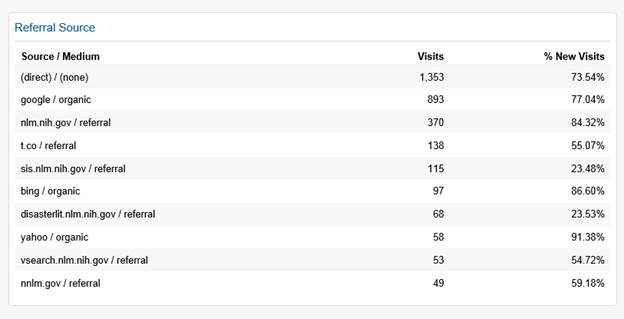 Referral Source
Source / Medium Visits % New Visits
(direct) / (none) 1,353 73.54%
google / organic 893 77.04%
nlm.nih.gov / referral 370 84.32%
t.co / referral 138 55.07%
sis.nlm.nih.gov / referral 115 23.48%
bing / organic 97 86.60%
disasterlit.nlm.nih.gov / referral 68 23.53%
yahoo / organic 58 91.38%
vsearch.nlm.nih.gov / referral 53 54.72%
nnlm.gov / referral 49 59.18%